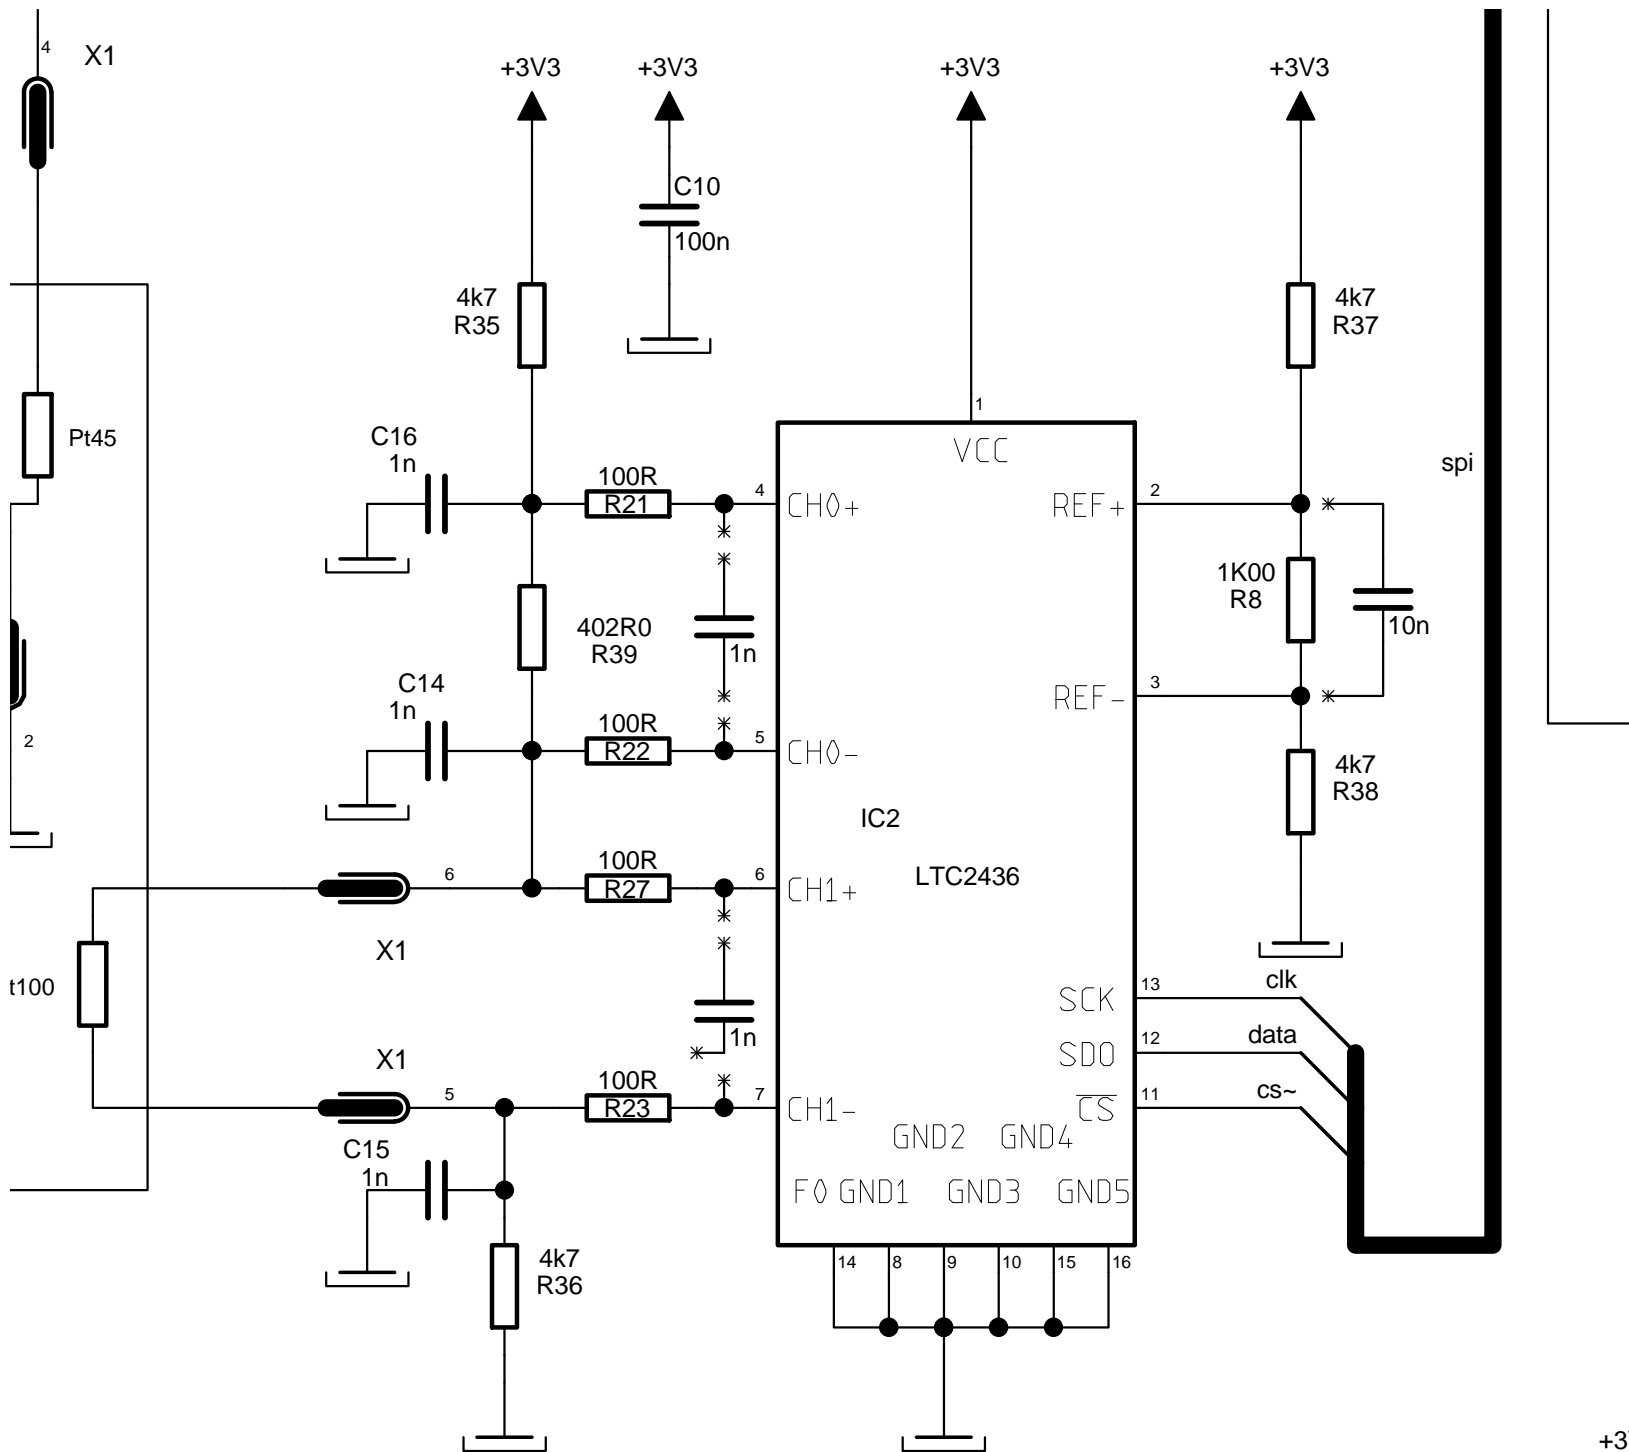 4
X1
+3V3
+3V3
+3V3
+3V3
C10
100n
4k7
R35
4k7
R37
1
Pt45
C16
1n
VCC
spi
100R
R21
4
CH0+
REF+
2
1K00
R8
10n
402R0
R39
1n
C14
1n
REF-
3
2
100R
R22
5
CH0-
4k7
R38
IC2
LTC2436
6
100R
R27
6
CH1+
X1
t100
clk
13
SCK
1n
data
12
SDO
X1
5
100R
R23
7
CH1-
cs~
11
CS
GND2
GND4
C15
1n
F0
GND1
GND3
GND5
14
8
9
10
15
16
4k7
R36